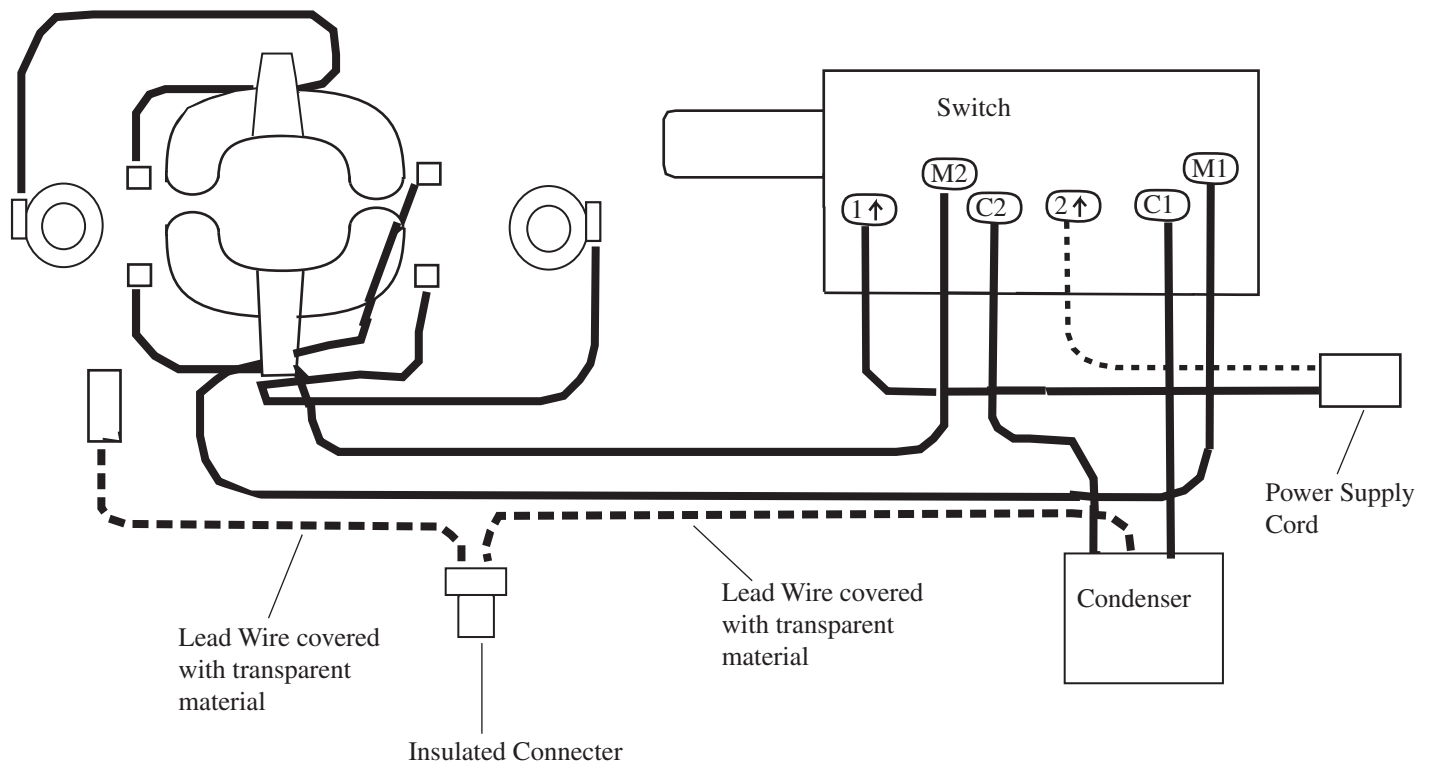 Switch
M1
M2
1↑
C2
2↑
C1
Power Supply
Cord
Lead Wire covered
with transparent
material
Condenser
Lead Wire covered
with transparent
material
Insulated Connecter